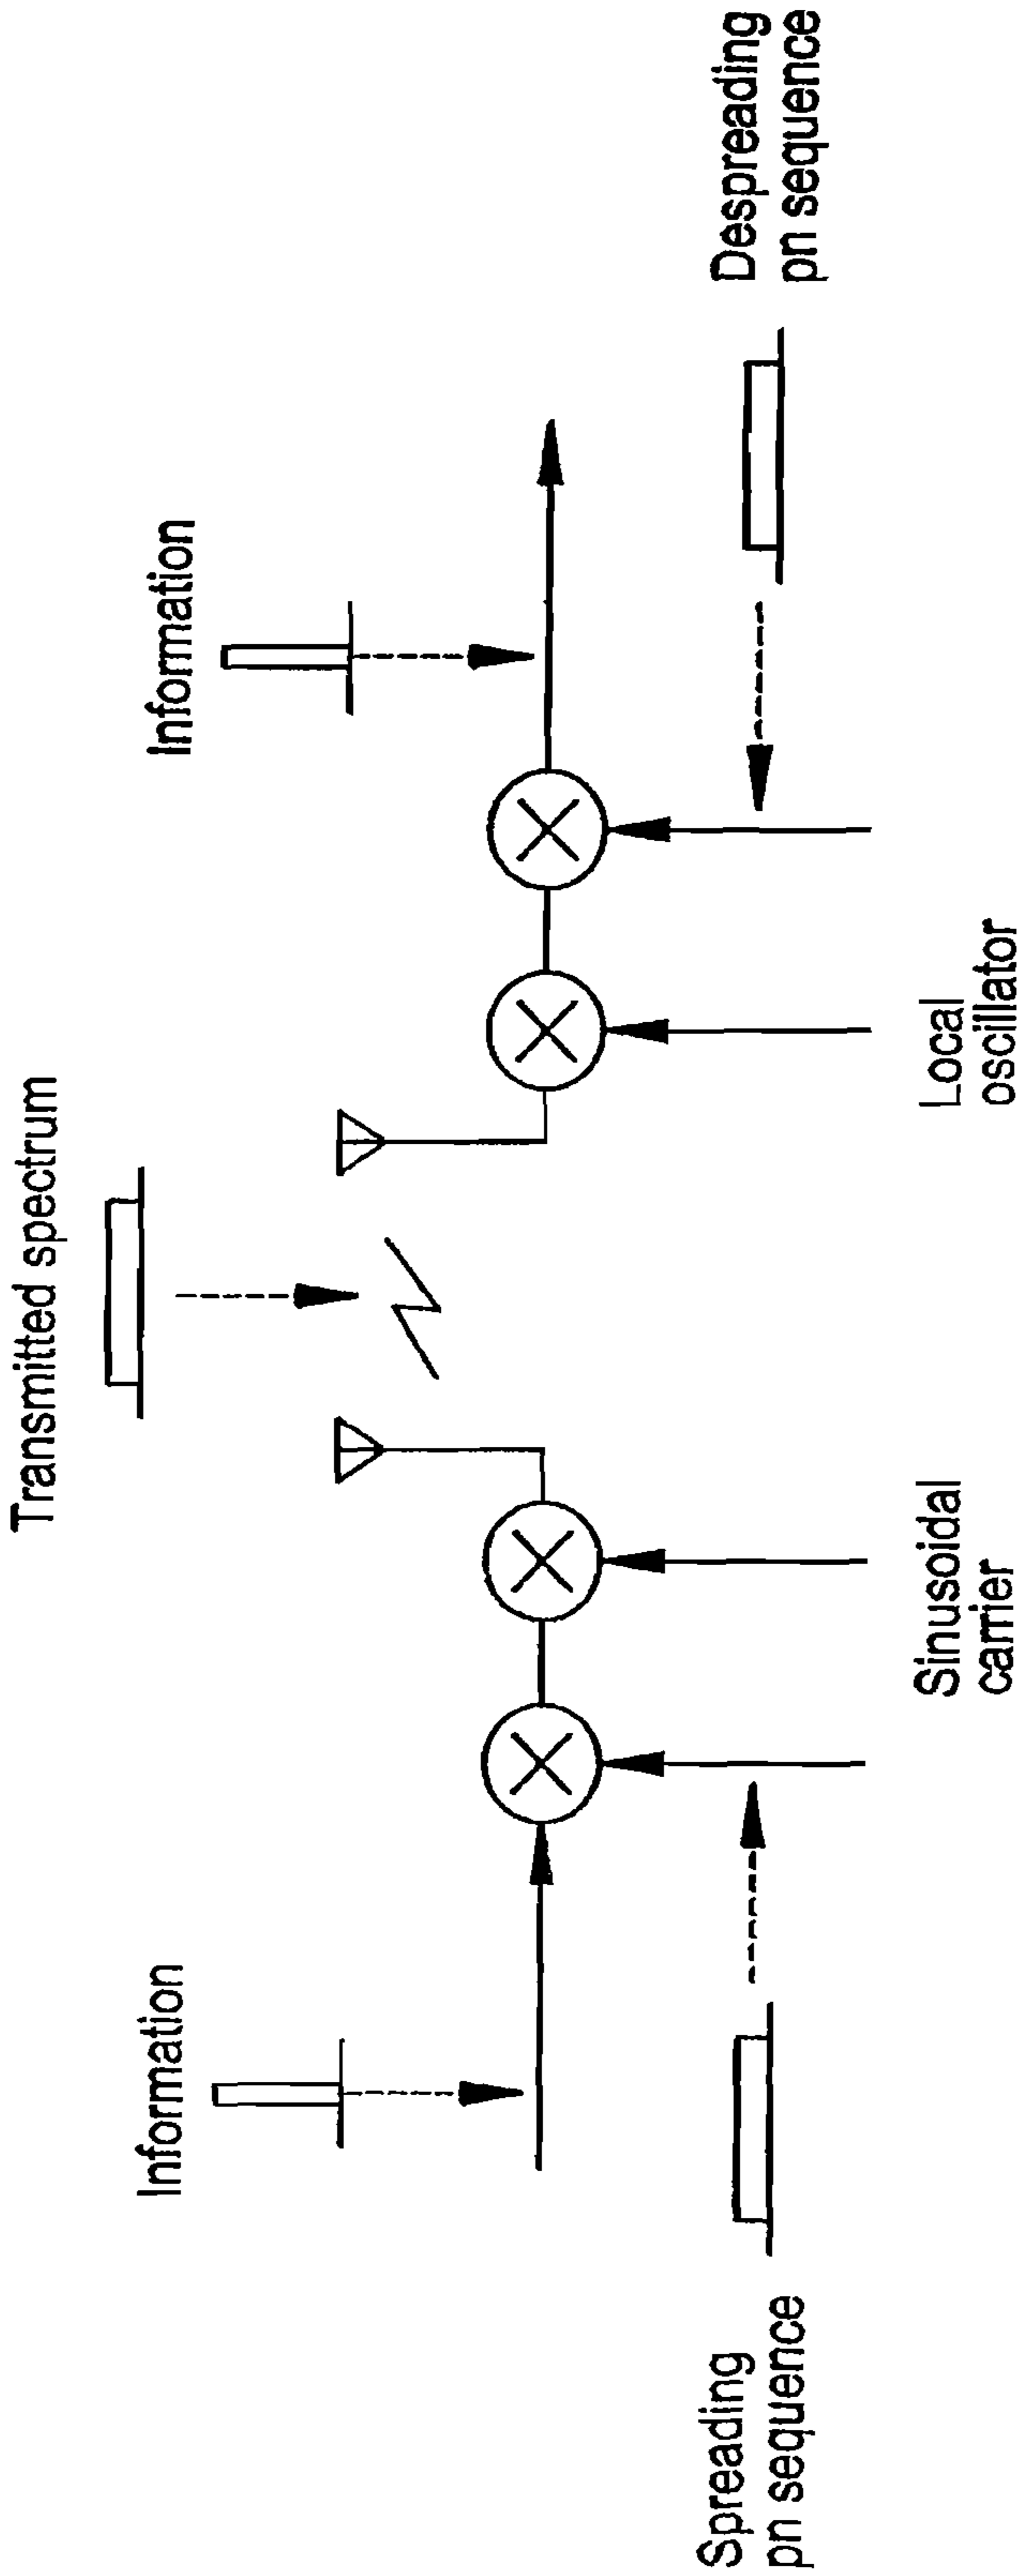 Transmitted spectrum
Information
Information
Spreading
pn sequence
Despreading
pn sequence
Sinusoidal
carrier
Local
oscillator